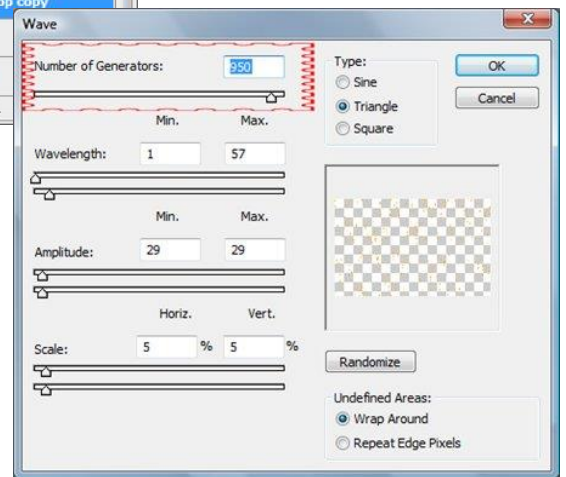 op copy
Wave
Number of Generators: 950
Min. Max.
Wavelength: 1 57
Min. Max.
Amplitude: 29 29
Horiz. Vert.
Scale: 5 % 5 %
Type:
Sine
Triangle
Square
OK
Cancel
Randomize
Undefined Areas:
Wrap Around
Repeat Edge Pixels